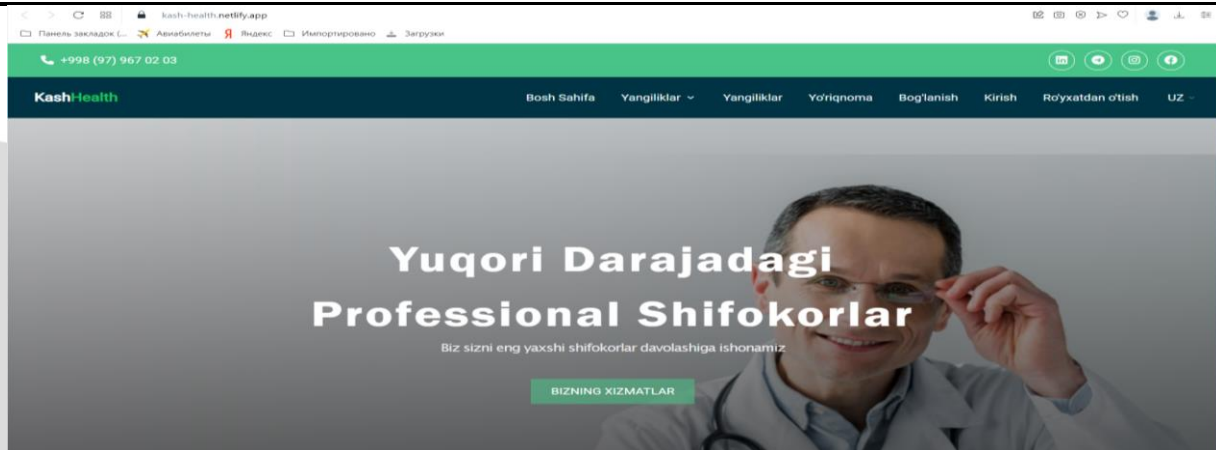 kash-health.netlify.app
Панель закладок (... Авиабилеты Яндекс Импортировано Загрузки
+998 (97) 967 02 03
KashHealth Bosh Sahifa Yangiliklar Yangiliklar Yo'riqnoma Bog'lanish Kirish Ro'yxatdan o'tish UZ
Yuqori Darajadagi
Professional Shifokorlar
Biz sizni eng yaxshi shifokorlar davolashiga ishonamiz
BIZNING XIZMATLAR